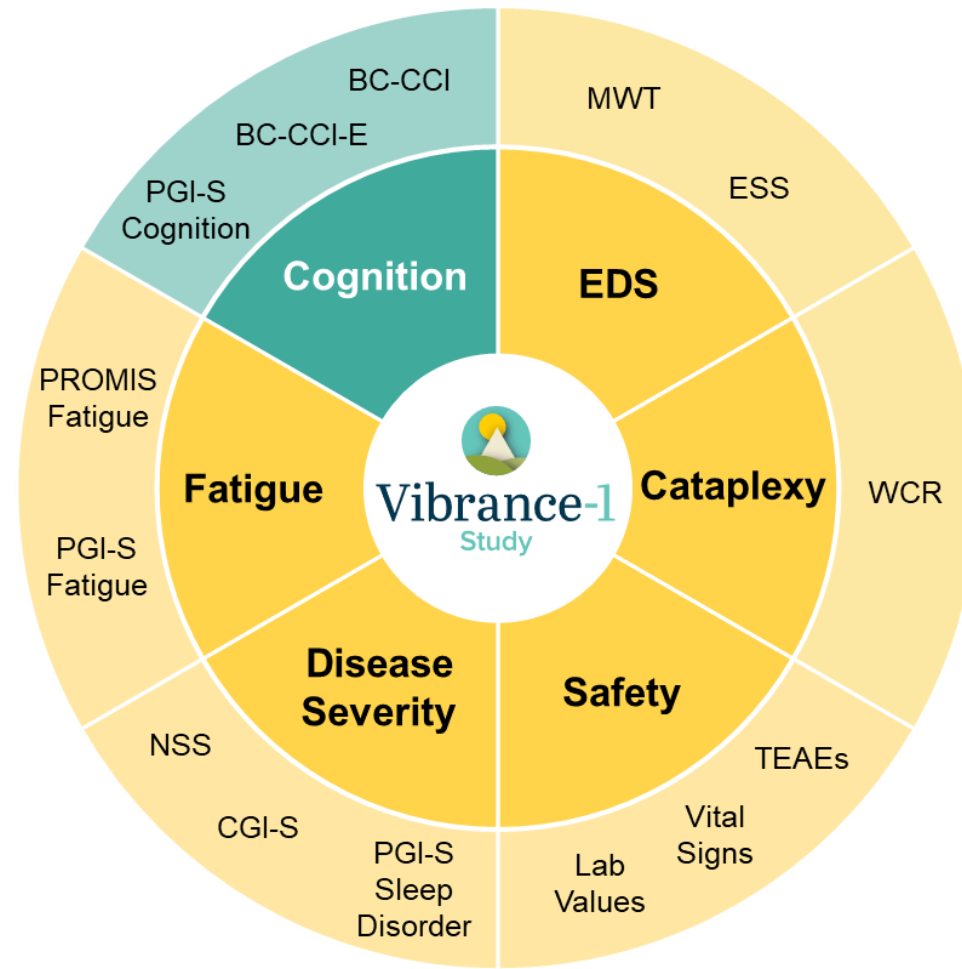 BC-CCI
BC-CCI-E
PGI-S
Cognition
Cognition
MWT
ESS
EDS
WCR
Cataplexy
TEAEs
Vital
Signs
Lab
Values
Safety
Disease
Severity
NSS
CGI-S
PGI-S
Sleep
Disorder
Fatigue
PROMIS
Fatigue
PGI-S
Fatigue
Vibrance-1
Study